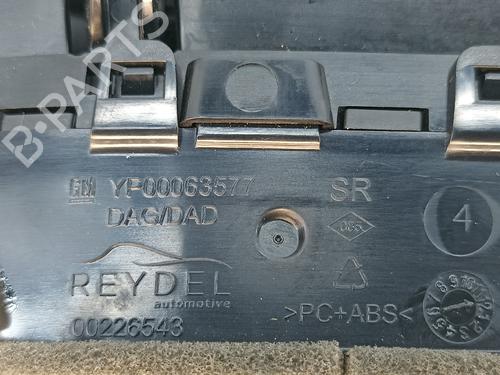 B-PARTS
GM YP00063577 SR
DAG/DAD
4
REYDEL
automotive
00226543
>PC+ABS<